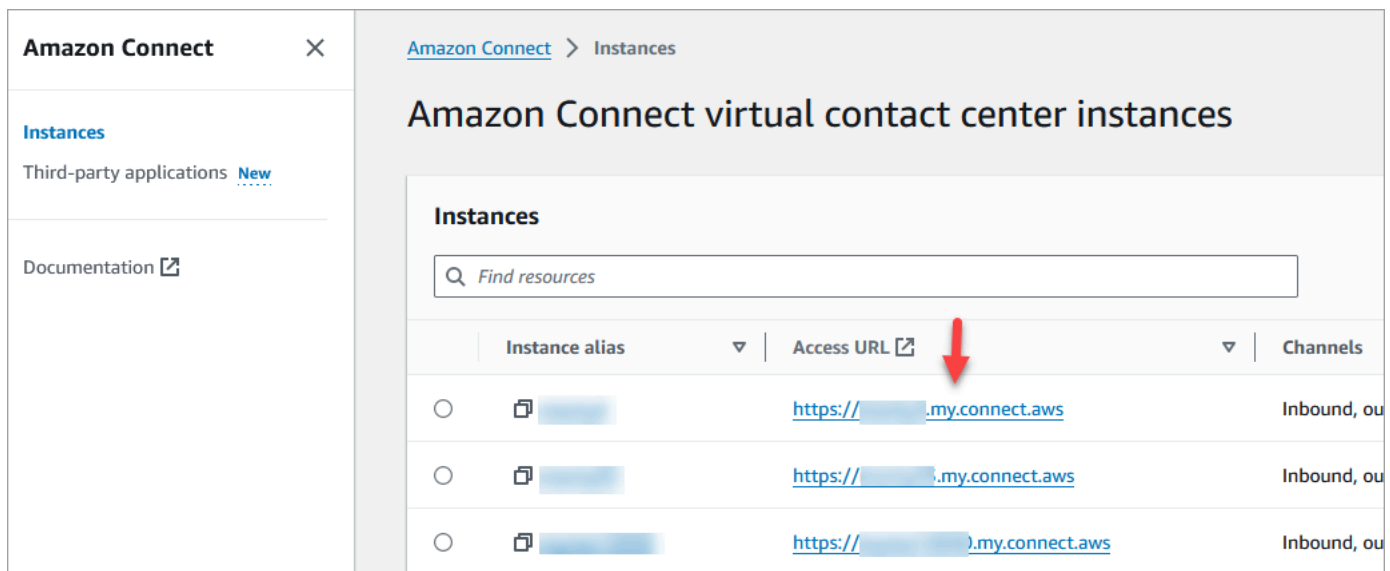 Amazon Connect
Instances
Third-party applications New
Documentation
Amazon Connect > Instances
Amazon Connect virtual contact center instances
Instances
Find resources
Instance alias Access URL Channels
https:// .my.connect.aws Inbound, ou
https:// .my.connect.aws Inbound, ou
https:// .my.connect.aws Inbound, ou